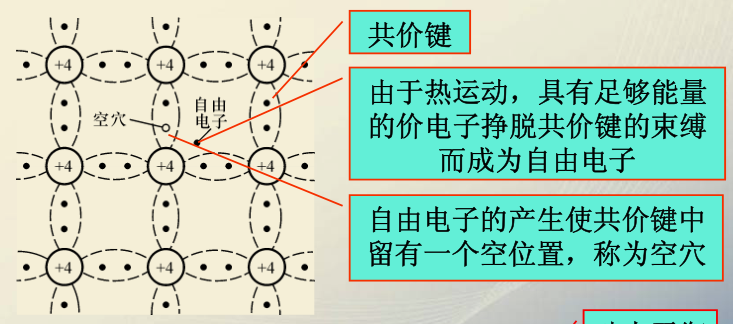 共价键
+4 +4 +4
自由
电子
空穴
由于热运动，具有足够能量
的价电子挣脱共价键的束缚
而成为自由电子
+4 +4 +4
自由电子的产生使共价键中
留有一个空位置，称为空穴
+4 +4 +4